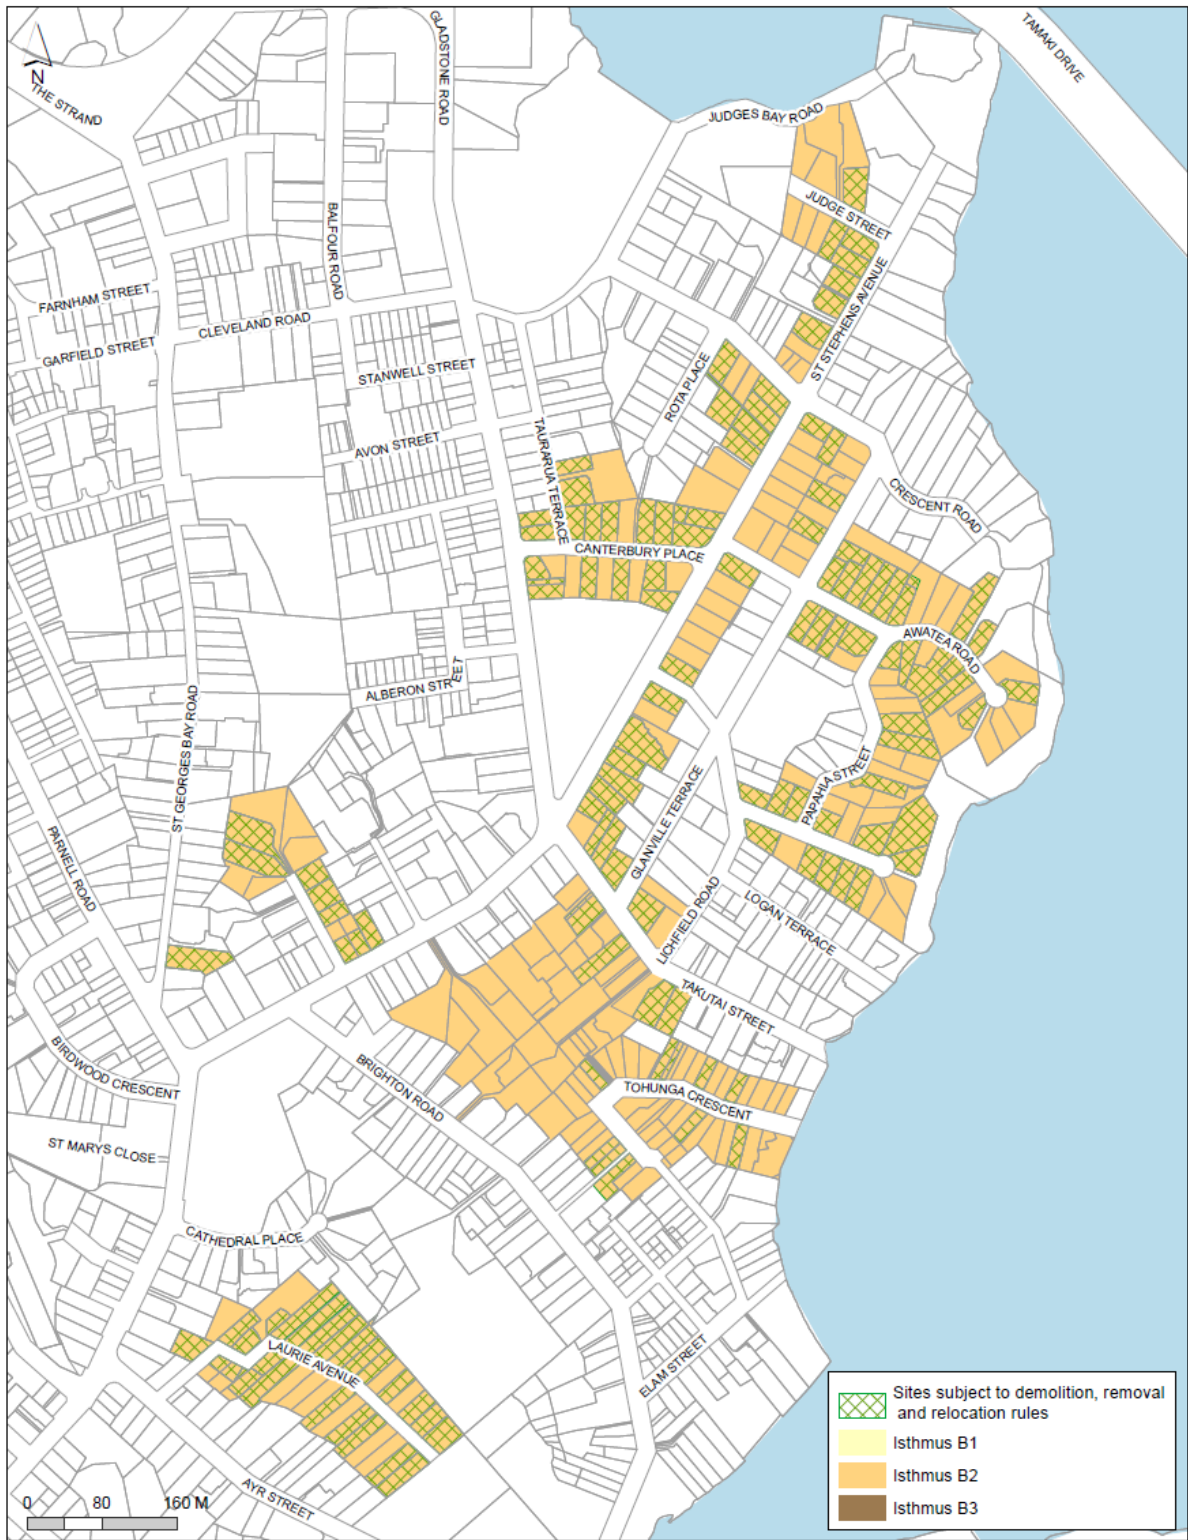 TAMAKI DRIVE
GLADSTONE ROAD
N
THE STRAND
JUDGES BAY ROAD
JUDGE STREET
BALFOUR ROAD
ST STEPHENS AVENUE
FARNHAM STREET
CLEVELAND ROAD
GARFIELD STREET
STANWELL STREET
ROTA PLACE
TAURARUA TERRACE
AVON STREET
CRESCENT ROAD
CANTERBURY PLACE
AWATEA ROAD
ALBERON STREET
ST GEORGES BAY ROAD
PAPAHIA STREET
GLANVILLE TERRACE
PARNELL ROAD
LICHFIELD ROAD
LOGAN TERRACE
TAKUTAI STREET
BIRDWOOD CRESCENT
BRIGHTON ROAD
TOHUNGA CRESCENT
ST MARYS CLOSE
CATHEDRAL PLACE
LAURIE AVENUE
ELAM STREET
AYR STREET
Sites subject to demolition, removal
and relocation rules
Isthmus B1
Isthmus B2
Isthmus B3
0 80 160 M